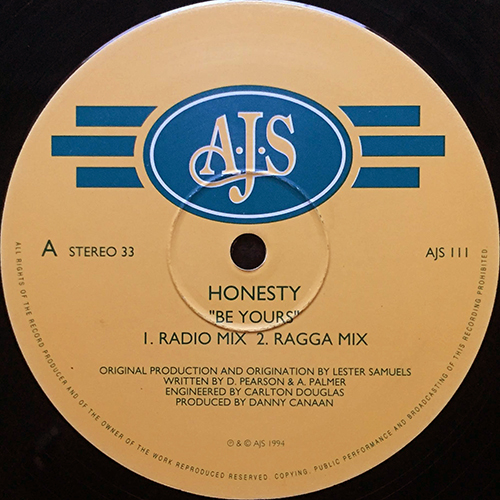 A.J.S
A STEREO 33
AJS 111
HONESTY
"BE YOURS"
1. RADIO MIX 2. RAGGA MIX
ORIGINAL PRODUCTION AND ORIGINATION BY LESTER SAMUELS
WRITTEN BY D. PEARSON & A. PALMER
ENGINEERED BY CARLTON DOUGLAS
PRODUCED BY DANNY CANAAN
℗ & © AJS 1994
ALL RIGHTS OF THE RECORD PRODUCER AND OF THE OWNER OF THE WORK REPRODUCED RESERVED. COPYING, PUBLIC PERFORMANCE AND BROADCASTING OF THIS RECORDING PROHIBITED.